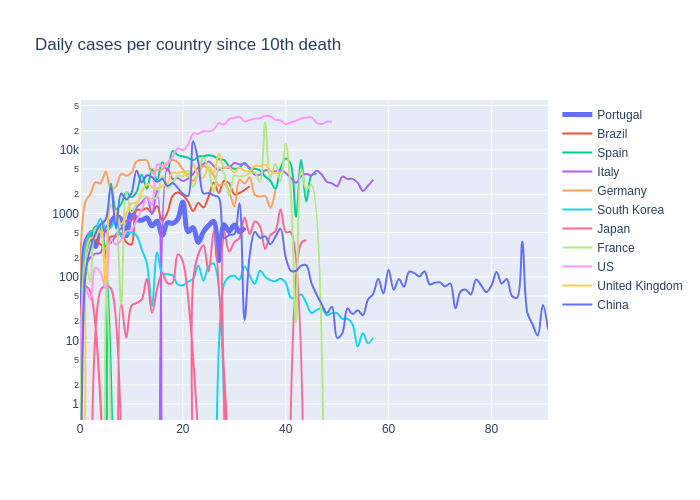 Daily cases per country since 10th death
5
2
10k
5
2
1000
5
2
100
5
2
10
5
2
1
0
20
40
60
80
Portugal
Brazil
Spain
Italy
Germany
South Korea
Japan
France
US
United Kingdom
China